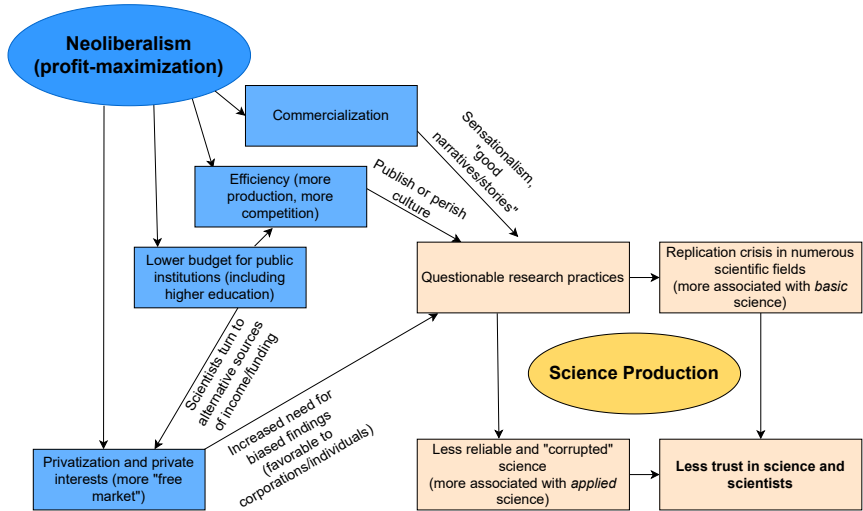 Neoliberalism
(profit-maximization)
Commercialization
Sensationalism,
"good
narratives/stories"
Efficiency (more
production, more
competition)
Publish or perish
culture
Lower budget for public
institutions (including
higher education)
Questionable research practices
Replication crisis in numerous
scientific fields
(more associated with basic
science)
Scientists turn to
alternative sources
of income/funding
Science Production
Increased need for
biased findings
(favorable to
corporations/individuals)
Privatization and private
interests (more "free
market")
Less reliable and "corrupted"
science
(more associated with applied
science)
Less trust in science and
scientists